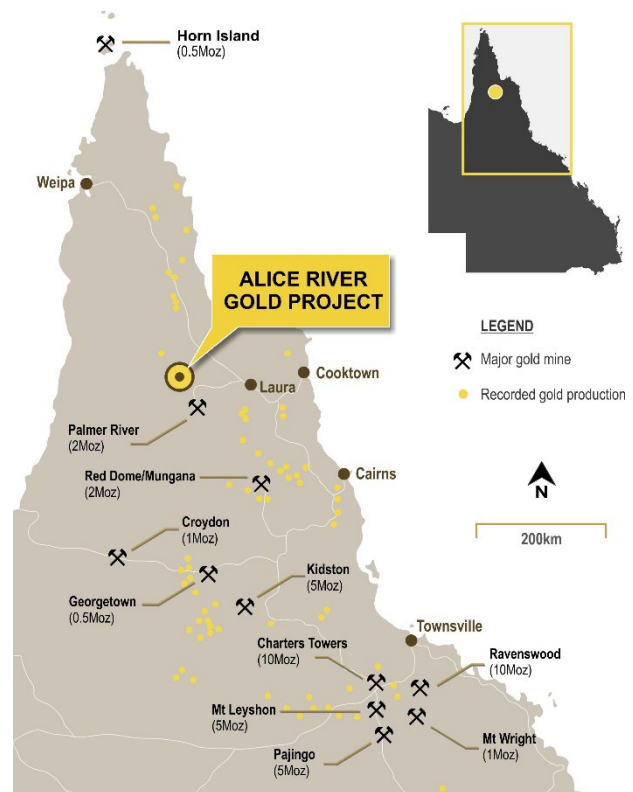 Horn Island
(0.5Moz)
Weipa
ALICE RIVER
GOLD PROJECT
LEGEND
Major gold mine
Recorded gold production
Cooktown
Laura
Palmer River
(2Moz)
Red Dome/Mungana
(2Moz)
Cairns
N
200km
Croydon
(1Moz)
Georgetown
(0.5Moz)
Kidston
(5Moz)
Townsville
Charters Towers
(10Moz)
Ravenswood
(10Moz)
Mt Leyshon
(5Moz)
Mt Wright
(1Moz)
Pajingo
(5Moz)